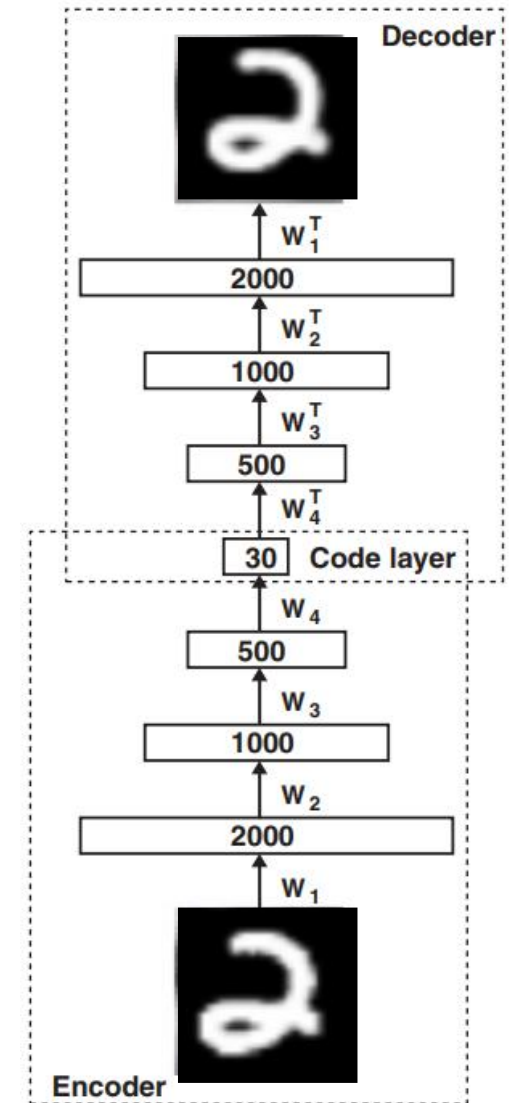 Decoder
W₁ᵀ
2000
W₂ᵀ
1000
W₃ᵀ
500
W₄ᵀ
30 Code layer
W₄
500
W₃
1000
W₂
2000
W₁
Encoder